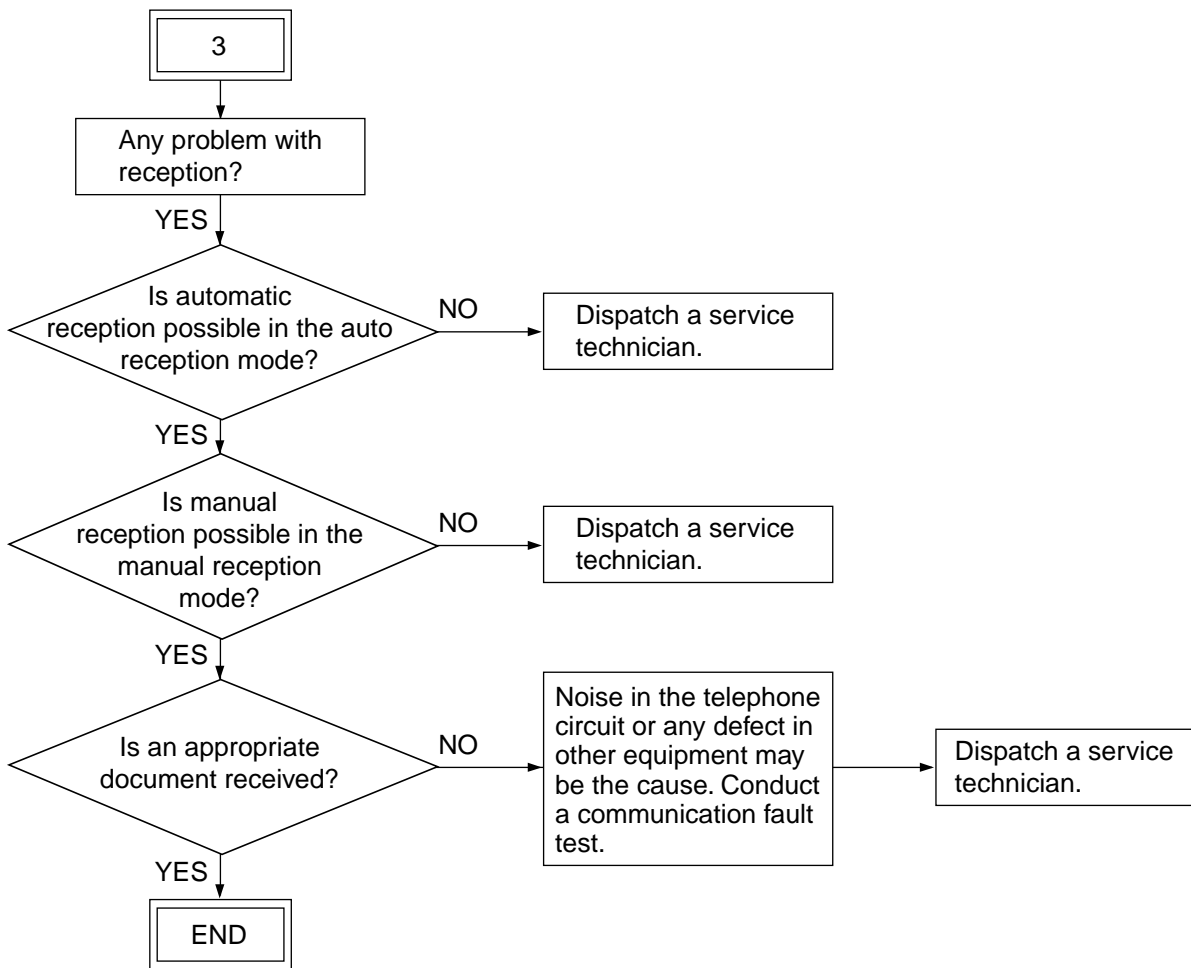 3
Any problem with
reception?
YES
Is automatic
reception possible in the auto
reception mode?
NO
Dispatch a service
technician.
YES
Is manual
reception possible in the
manual reception
mode?
NO
Dispatch a service
technician.
YES
Is an appropriate
document received?
NO
Noise in the telephone
circuit or any defect in
other equipment may
be the cause. Conduct
a communication fault
test.
Dispatch a service
technician.
YES
END